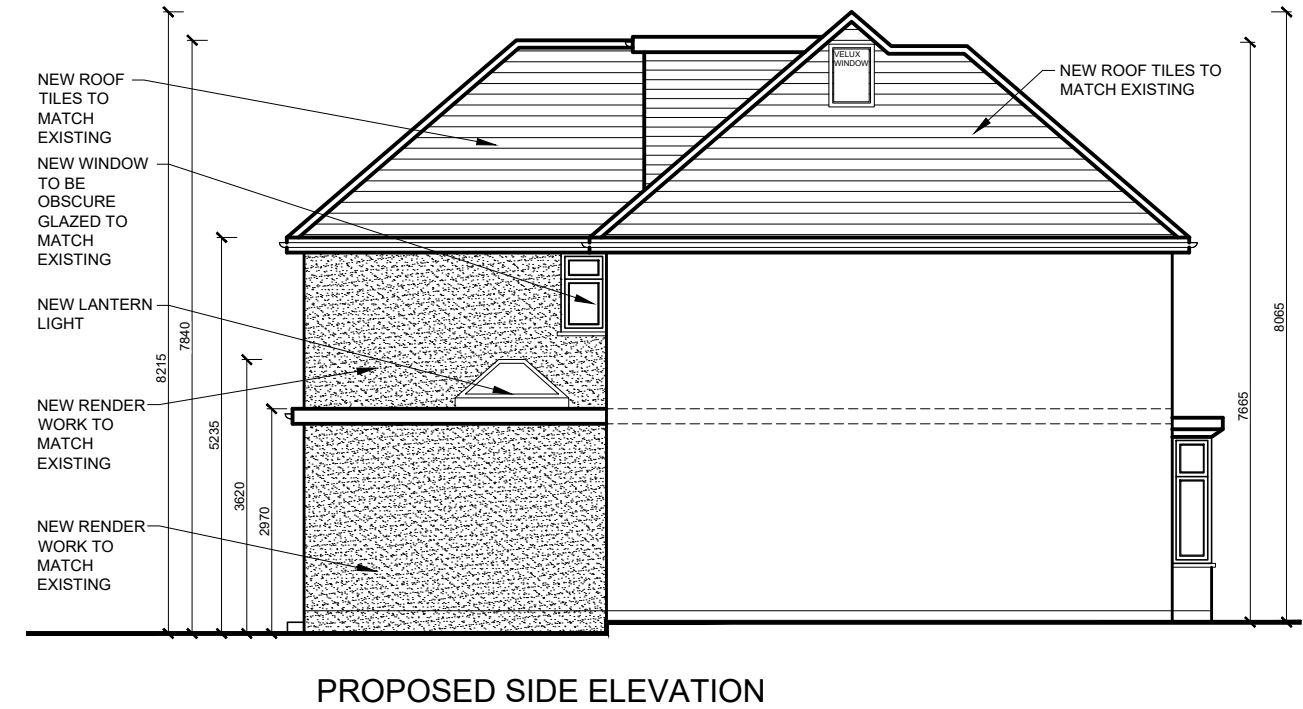 NEW ROOF
TILES TO
MATCH
EXISTING
NEW WINDOW
TO BE
OBSCURE
GLAZED TO
MATCH
EXISTING
NEW LANTERN
LIGHT
NEW RENDER
WORK TO
MATCH
EXISTING
NEW RENDER
WORK TO
MATCH
EXISTING
8215
7840
5235
3620
2970
VELUX
WINDOW
NEW ROOF TILES TO
MATCH EXISTING
7665
8065
PROPOSED SIDE ELEVATION